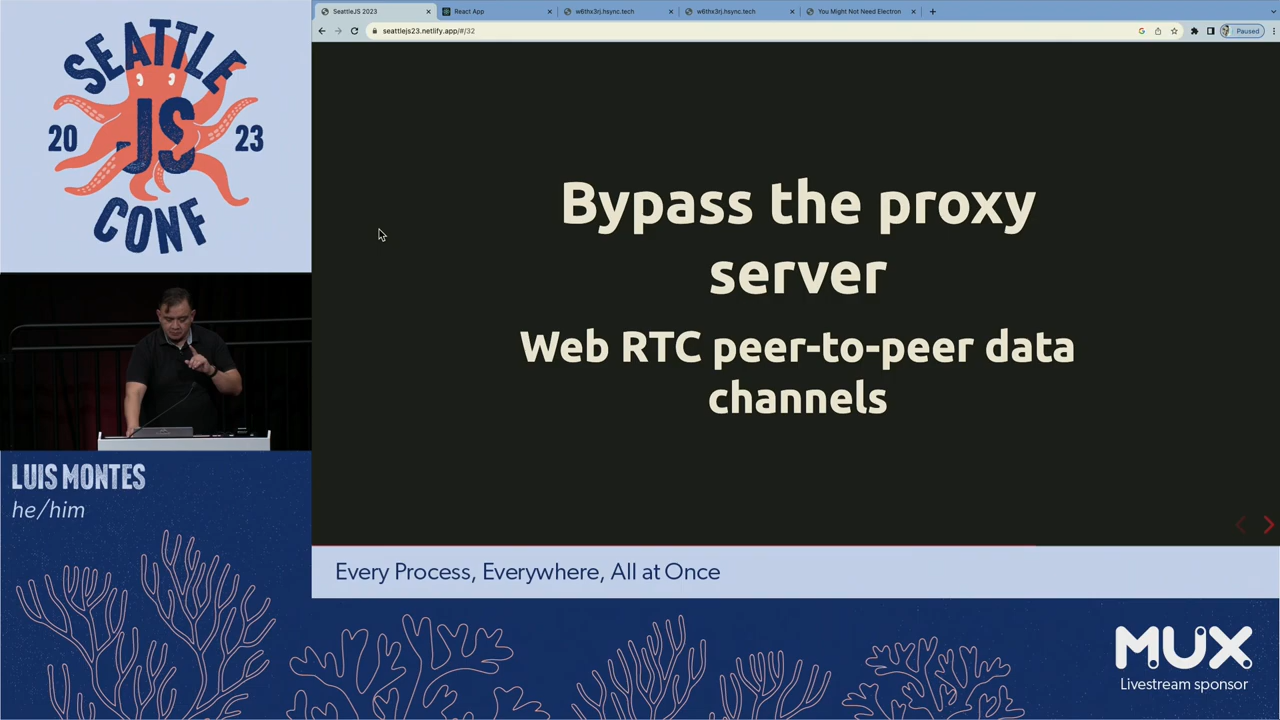 SEATTLE
20 JS 23
CONF
LUIS MONTES
he/him
SeattleJS 2023
React App
w6thx3rj.hsync.tech
w6thx3rj.hsync.tech
You Might Not Need Electron
seattlejs23.netlify.app/#/32
Paused
Bypass the proxy
server
Web RTC peer-to-peer data
channels
Every Process, Everywhere, All at Once
MUX
Livestream sponsor